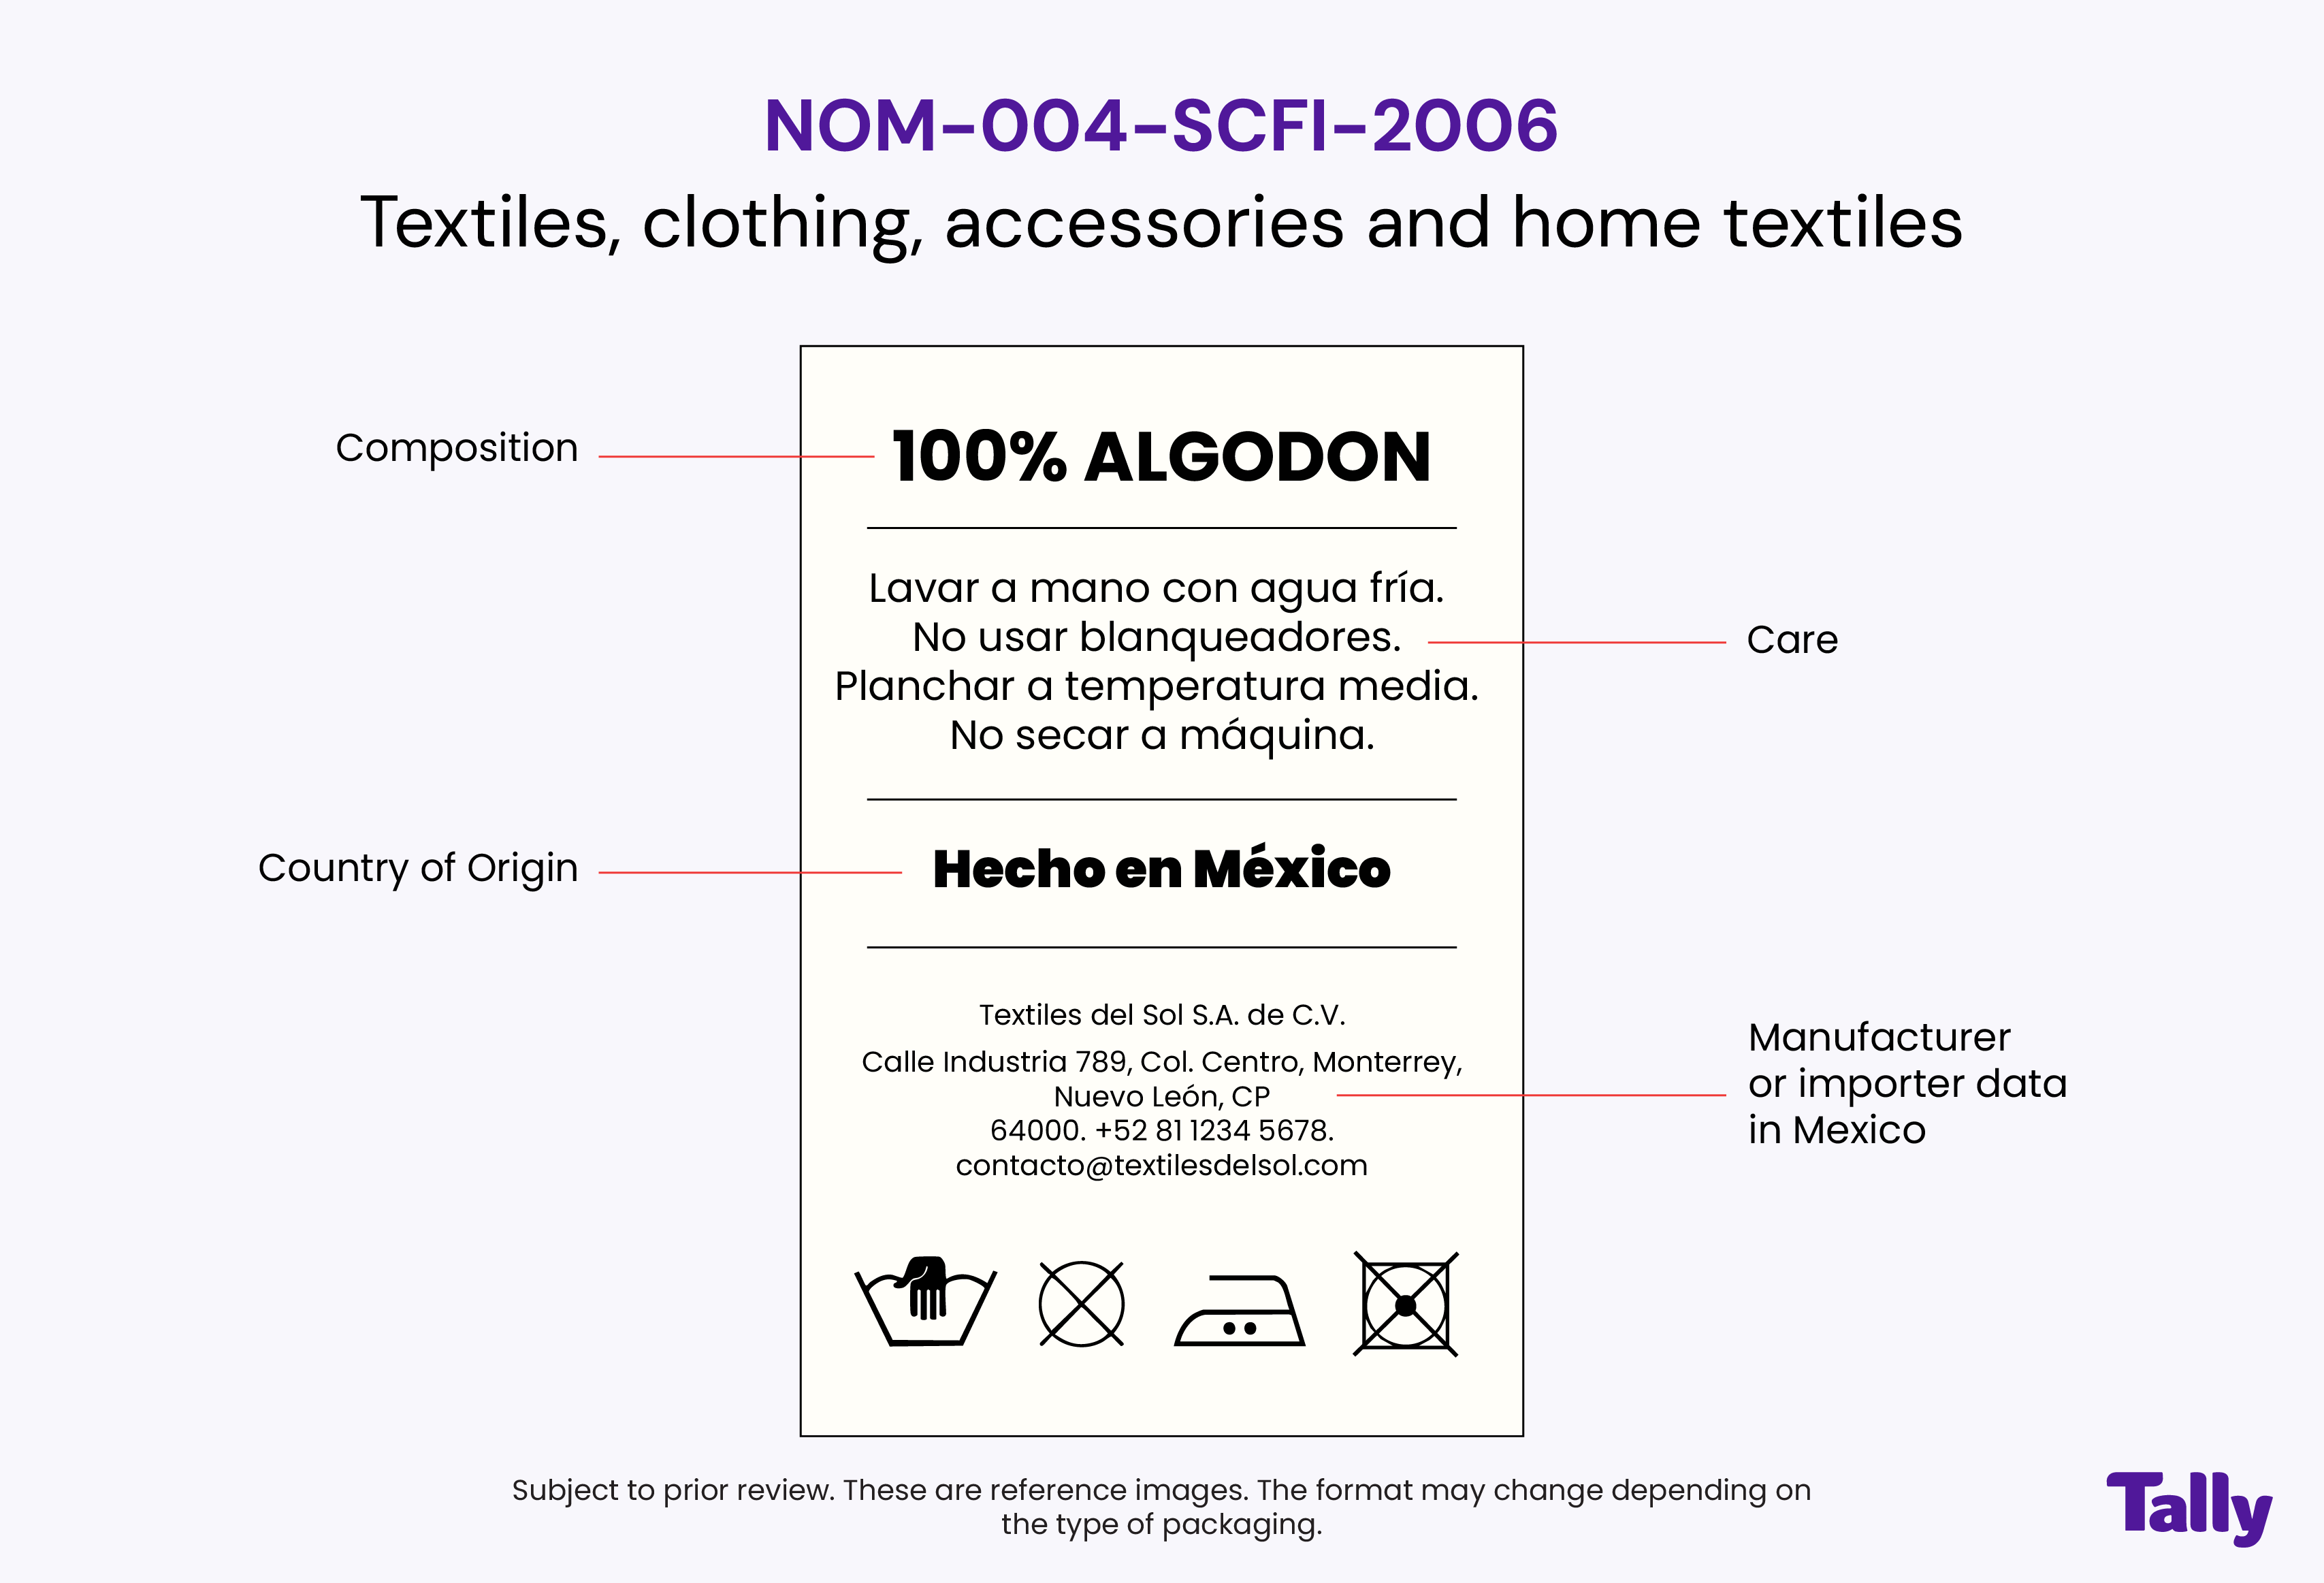 NOM-004-SCFI-2006
Textiles, clothing, accessories and home textiles
Composition
100% ALGODON
Lavar a mano con agua fría.
No usar blanqueadores.
Planchar a temperatura media.
No secar a máquina.
Care
Country of Origin
Hecho en México
Textiles del Sol S.A. de C.V.
Calle Industria 789, Col. Centro, Monterrey,
Nuevo León, CP
64000. +52 81 1234 5678.
contacto@textilesdelsol.com
Manufacturer
or importer data
in Mexico
Subject to prior review. These are reference images. The format may change depending on
the type of packaging.
Tally